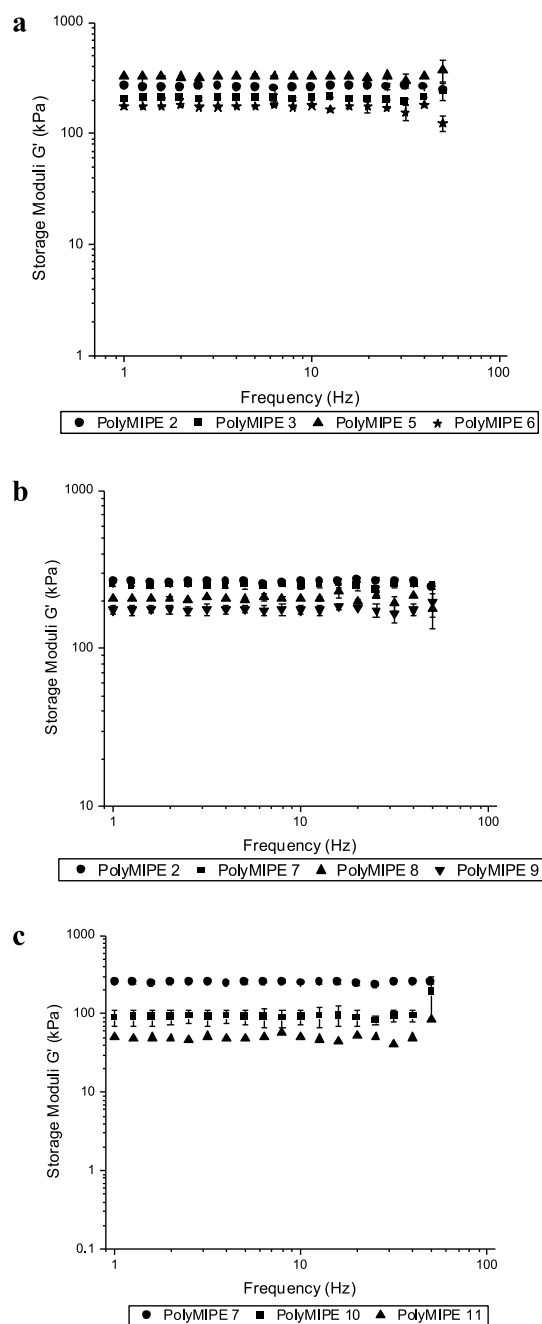 a
1000
100
10
1
Storage Moduli G' (kPa)
1
10
100
Frequency (Hz)
PolyMIPE 2 PolyMIPE 3 PolyMIPE 5 PolyMIPE 6
b
1000
100
10
Storage Moduli G' (kPa)
1
10
100
Frequency (Hz)
PolyMIPE 2 PolyMIPE 7 PolyMIPE 8 PolyMIPE 9
c
1000
100
10
1
0.1
Storage Moduli G' (kPa)
1
10
100
Frequency (Hz)
PolyMIPE 7 PolyMIPE 10 PolyMIPE 11